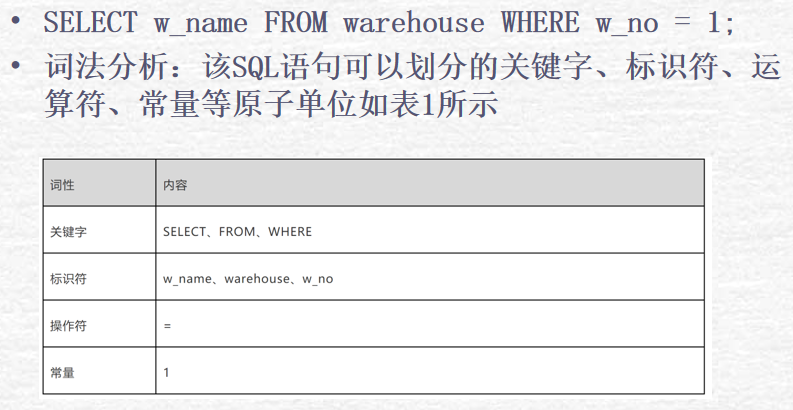 • SELECT w_name FROM warehouse WHERE w_no = 1;
• 词法分析：该SQL语句可以划分的关键字、标识符、运
算符、常量等原子单位如表1所示
词性 内容
关键字 SELECT、FROM、WHERE
标识符 w_name、warehouse、w_no
操作符 =
常量 1